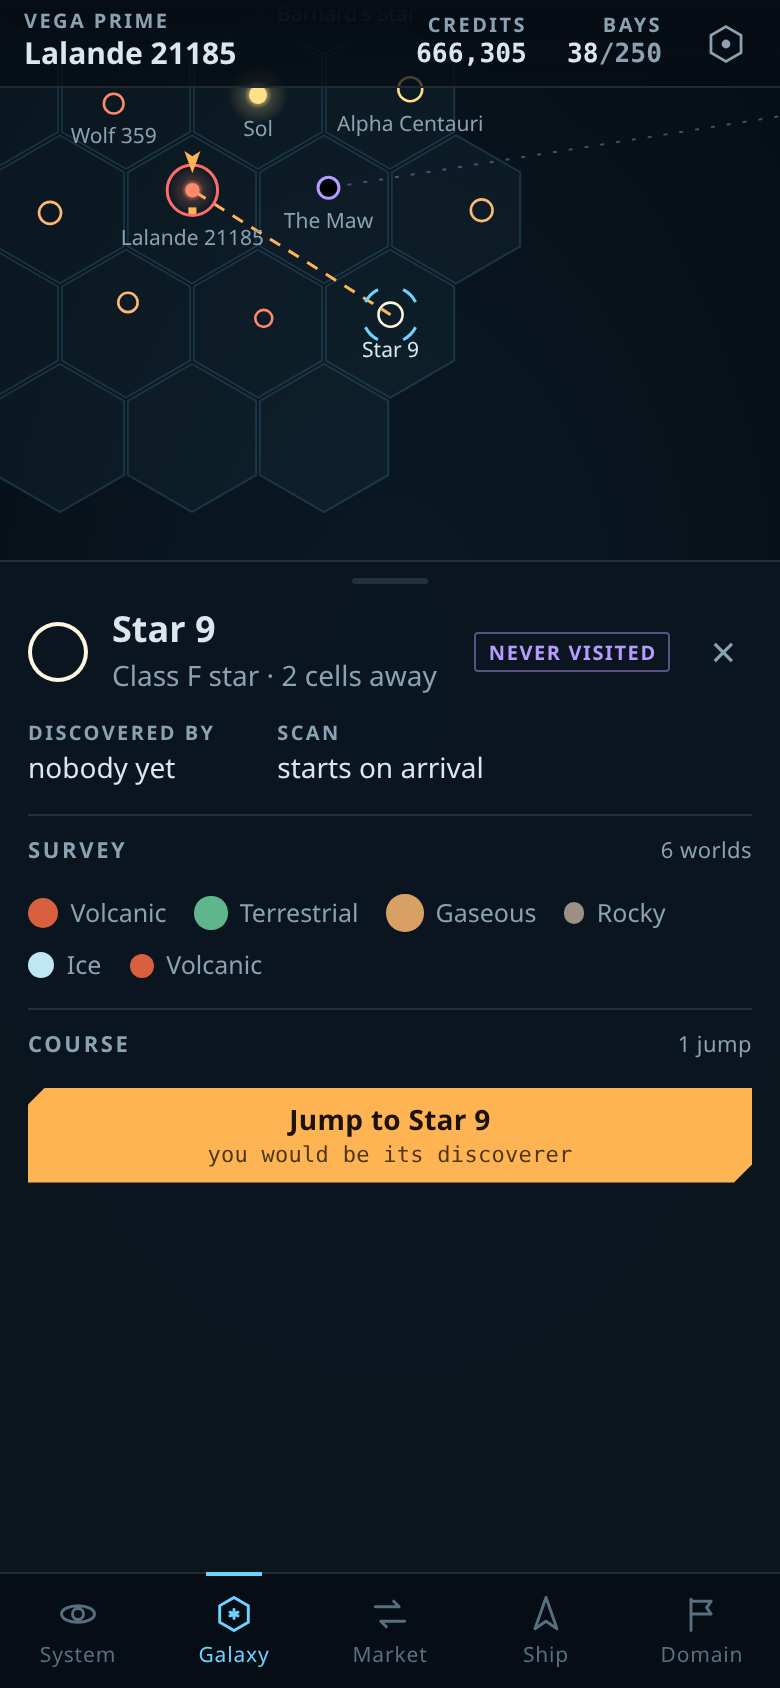 Barnard's Star
VEGA PRIME
Lalande 21185
CREDITS
666,305
BAYS
38/250
Wolf 359
Sol
Alpha Centauri
Lalande 21185
The Maw
Star 9
Star 9
Class F star · 2 cells away
NEVER VISITED
DISCOVERED BY
nobody yet
SCAN
starts on arrival
SURVEY
6 worlds
Volcanic
Terrestrial
Gaseous
Rocky
Ice
Volcanic
COURSE
1 jump
Jump to Star 9
you would be its discoverer
System
Galaxy
Market
Ship
Domain